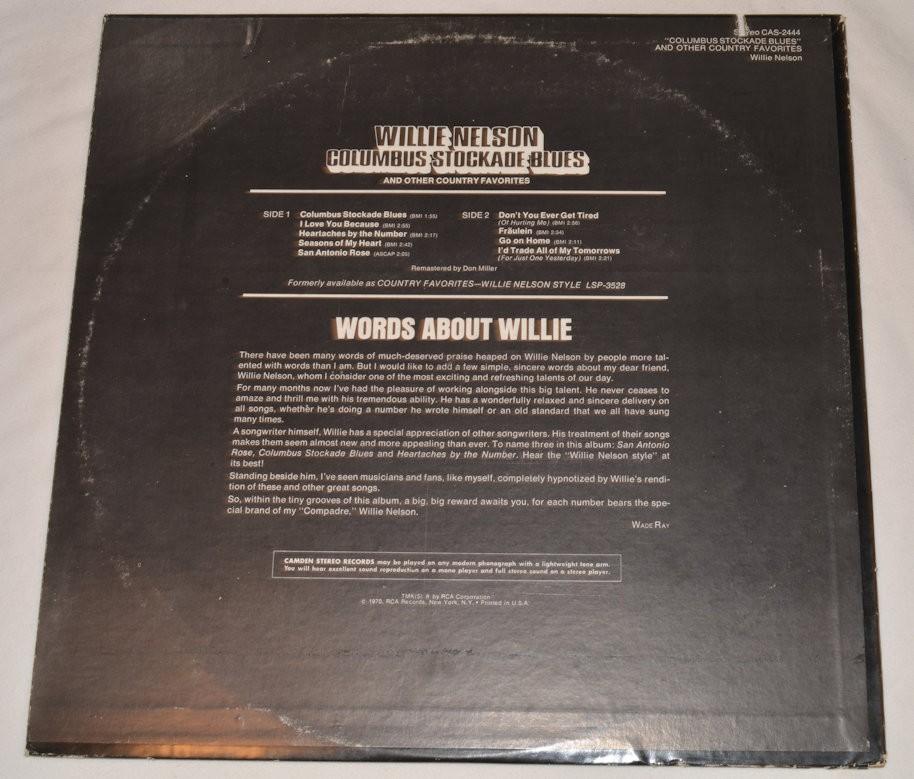 Stereo CAS-2444
"COLUMBUS STOCKADE BLUES"
AND OTHER COUNTRY FAVORITES
Willie Nelson
WILLIE NELSON
COLUMBUS STOCKADE BLUES
AND OTHER COUNTRY FAVORITES
SIDE 1
Columbus Stockade Blues (BMI 1:55)
I Love You Because (BMI 2:55)
Heartaches by the Number (BMI 2:17)
Seasons of My Heart (BMI 2:42)
San Antonio Rose (ASCAP 2:05)
SIDE 2
Don't You Ever Get Tired
(Of Hurting Me) (BMI 2:56)
Fräulein (BMI 2:34)
Go on Home (BMI 2:11)
I'd Trade All of My Tomorrows
(For Just One Yesterday) (BMI 2:21)
Remastered by Don Miller
Formerly available as COUNTRY FAVORITES—WILLIE NELSON STYLE LSP-3528
WORDS ABOUT WILLIE
There have been many words of much-deserved praise heaped on Willie Nelson by people more tal-
ented with words than I am. But I would like to add a few simple, sincere words about my dear friend,
Willie Nelson, whom I consider one of the most exciting and refreshing talents of our day.
For many months now I've had the pleasure of working alongside this big talent. He never ceases to
amaze and thrill me with his tremendous ability. He has a wonderfully relaxed and sincere delivery on
all songs, whether he's doing a number he wrote himself or an old standard that we all have sung
many times.
A songwriter himself, Willie has a special appreciation of other songwriters. His treatment of their songs
makes them seem almost new and more appealing than ever. To name three in this album: San Antonio
Rose, Columbus Stockade Blues and Heartaches by the Number. Hear the "Willie Nelson style" at
its best!
Standing beside him, I've seen musicians and fans, like myself, completely hypnotized by Willie's rendi-
tion of these and other great songs.
So, within the tiny grooves of this album, a big, big reward awaits you, for each number bears the spe-
cial brand of my "Compadre," Willie Nelson.
WADE RAY
CAMDEN STEREO RECORDS may be played on any modern phonograph with a lightweight tone arm.
You will hear excellent sound reproduction on a mono player and full stereo sound on a stereo player.
TMK(S) ® by RCA Corporation
© 1970, RCA Records, New York, N.Y. • Printed in U.S.A.